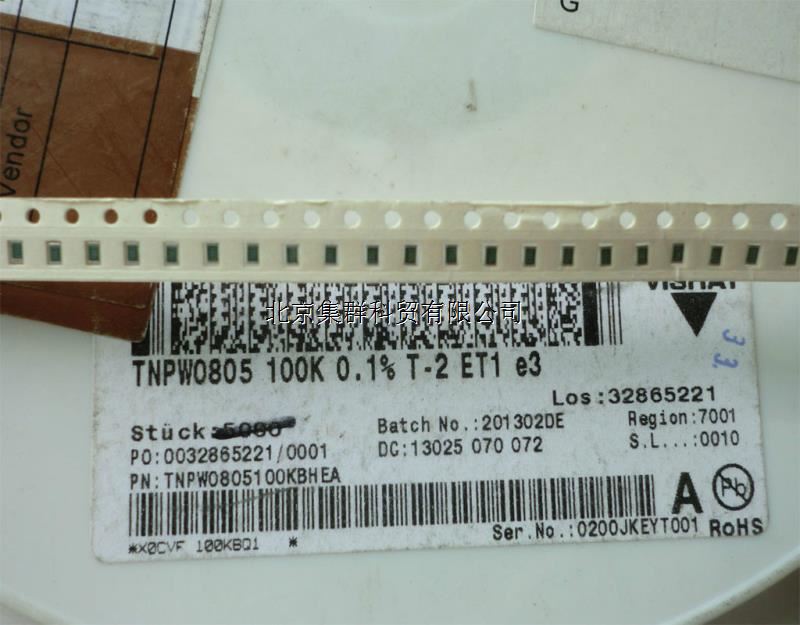 G
Vendor
VISHAY
北京集群科贸有限公司
TNPW0805 100K 0.1% T-2 ET1 e3
33
Los:32865221
Stück:5000
Batch No.:201302DE
Region:7001
PO:0032865221/0001
DC:13025 070 072
S.L...:0010
PN:TNPW0805100KBHEA
A
Pb
Ser.No.:0200JKEYT001
RoHS
*X0CVF 100KBQ1 *